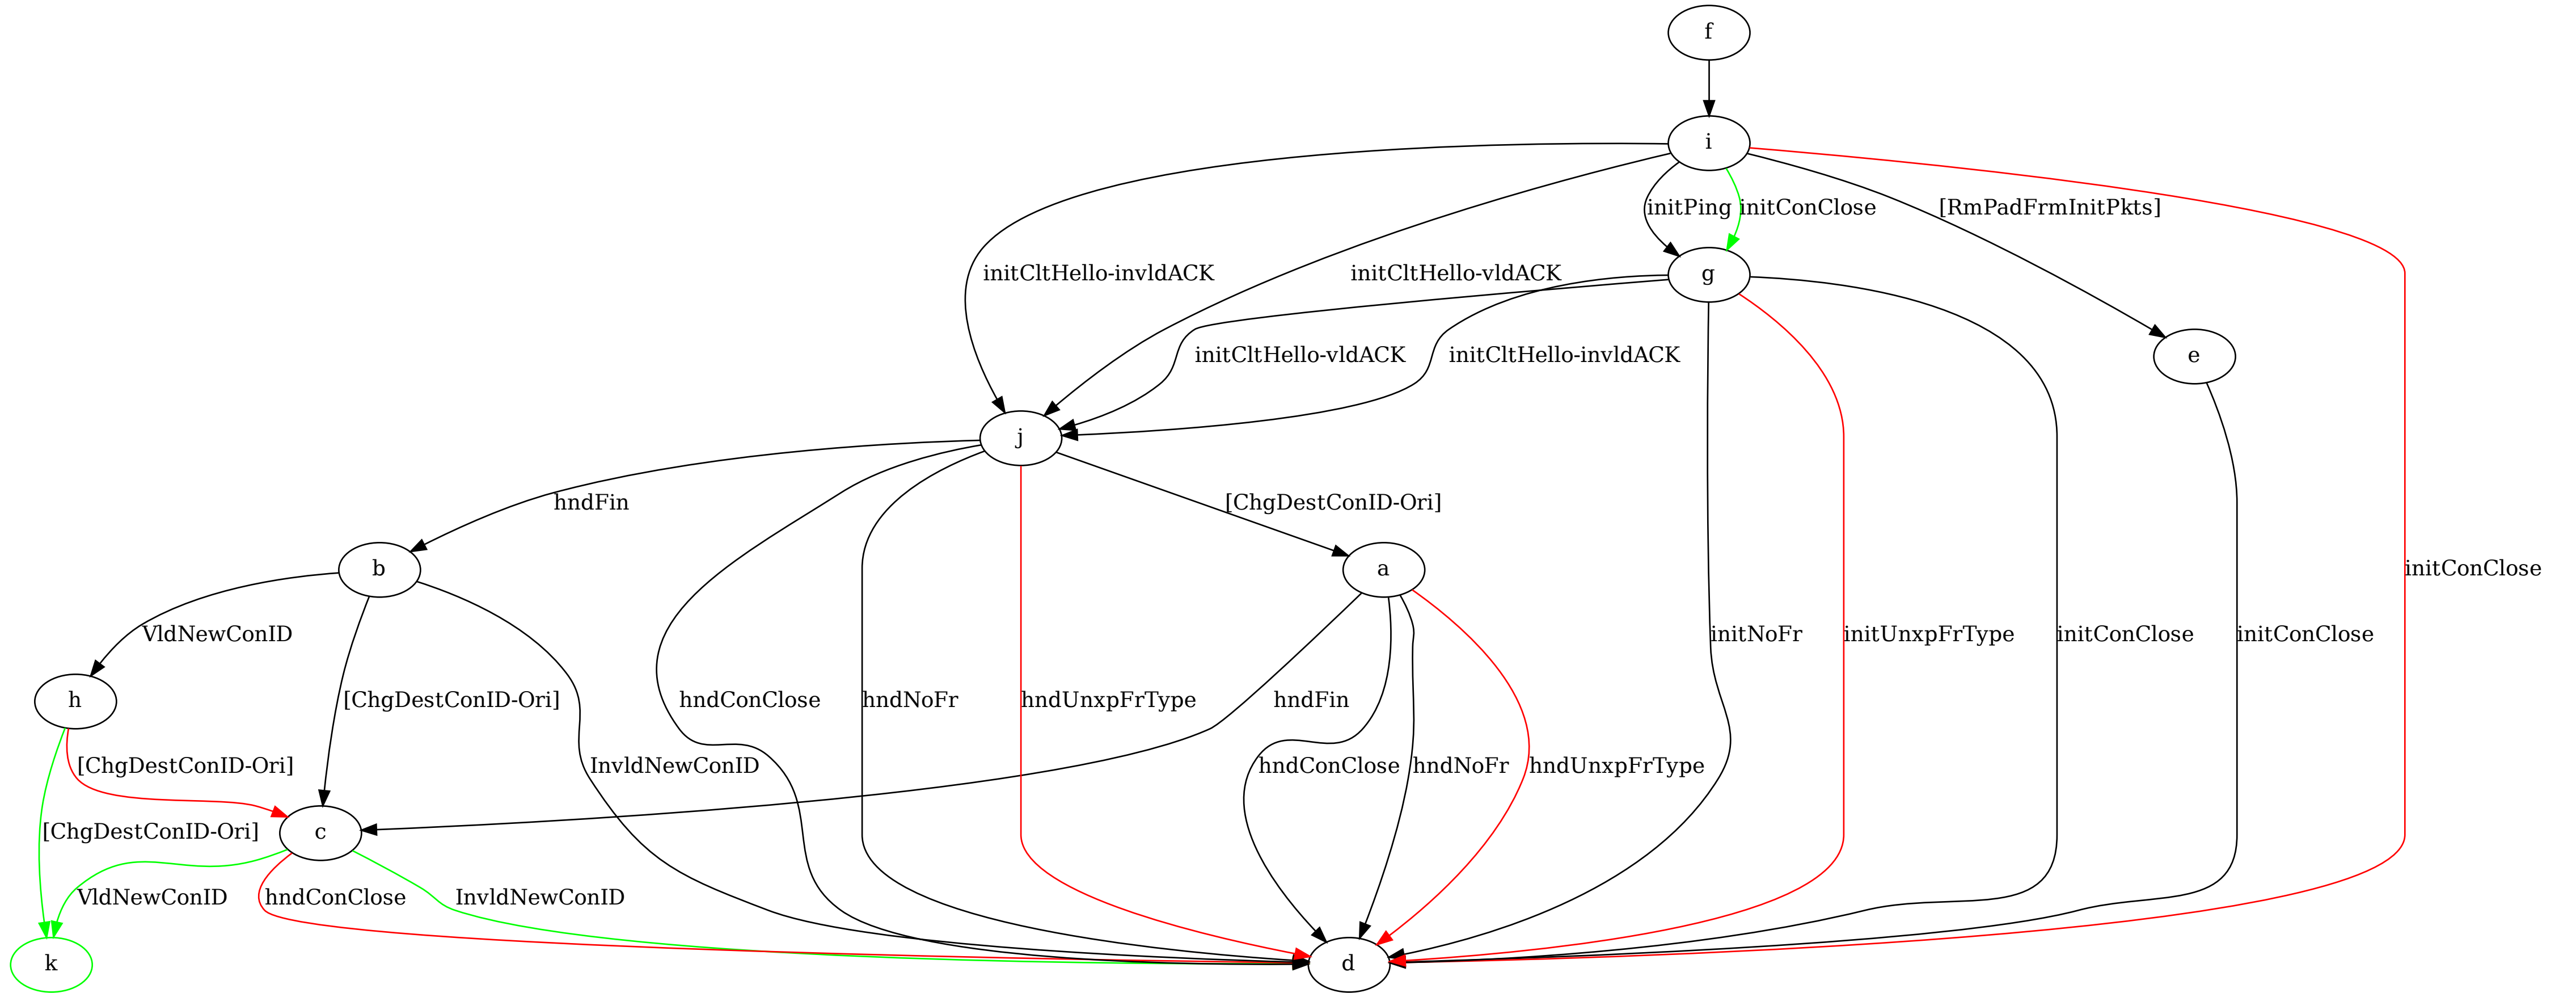 f
i
initPing
initConClose
[RmPadFrmInitPkts]
initCltHello-invldACK
initCltHello-vldACK
g
initCltHello-vldACK
initCltHello-invldACK
e
j
hndFin
[ChgDestConID-Ori]
b
a
initConClose
VldNewConID
initNoFr
initUnxpFrType
initConClose
initConClose
h
[ChgDestConID-Ori]
hndConClose
hndNoFr
hndUnxpFrType
hndFin
[ChgDestConID-Ori]
InvldNewConID
hndConClose
hndNoFr
hndUnxpFrType
[ChgDestConID-Ori]
c
VldNewConID
hndConClose
InvldNewConID
k
d